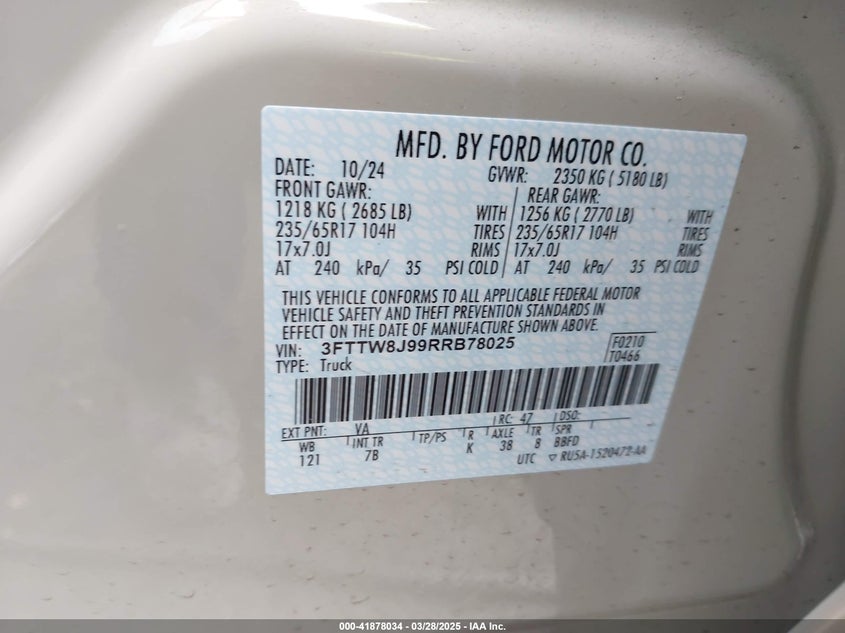 MFD. BY FORD MOTOR CO.
DATE: 10/24 GVWR: 2350 KG ( 5180 LB)
FRONT GAWR: REAR GAWR:
1218 KG ( 2685 LB) WITH 1256 KG ( 2770 LB) WITH
235/65R17 104H TIRES 235/65R17 104H TIRES
17x7.0J RIMS 17x7.0J RIMS
AT 240 kPa/ 35 PSI COLD AT 240 kPa/ 35 PSI COLD
THIS VEHICLE CONFORMS TO ALL APPLICABLE FEDERAL MOTOR
VEHICLE SAFETY AND THEFT PREVENTION STANDARDS IN
EFFECT ON THE DATE OF MANUFACTURE SHOWN ABOVE.
VIN: 3FTTW8J99RRB78025 F0210
TYPE: Truck T0466
EXT PNT: VA RC: 47 DSO:
WB INT TR TP/PS R AXLE TR SPR
121 7B K 38 8 BBFD
UTC ▽ RU5A-1520472-AA
000-41878034 | 03/28/2025 | IAA Inc.